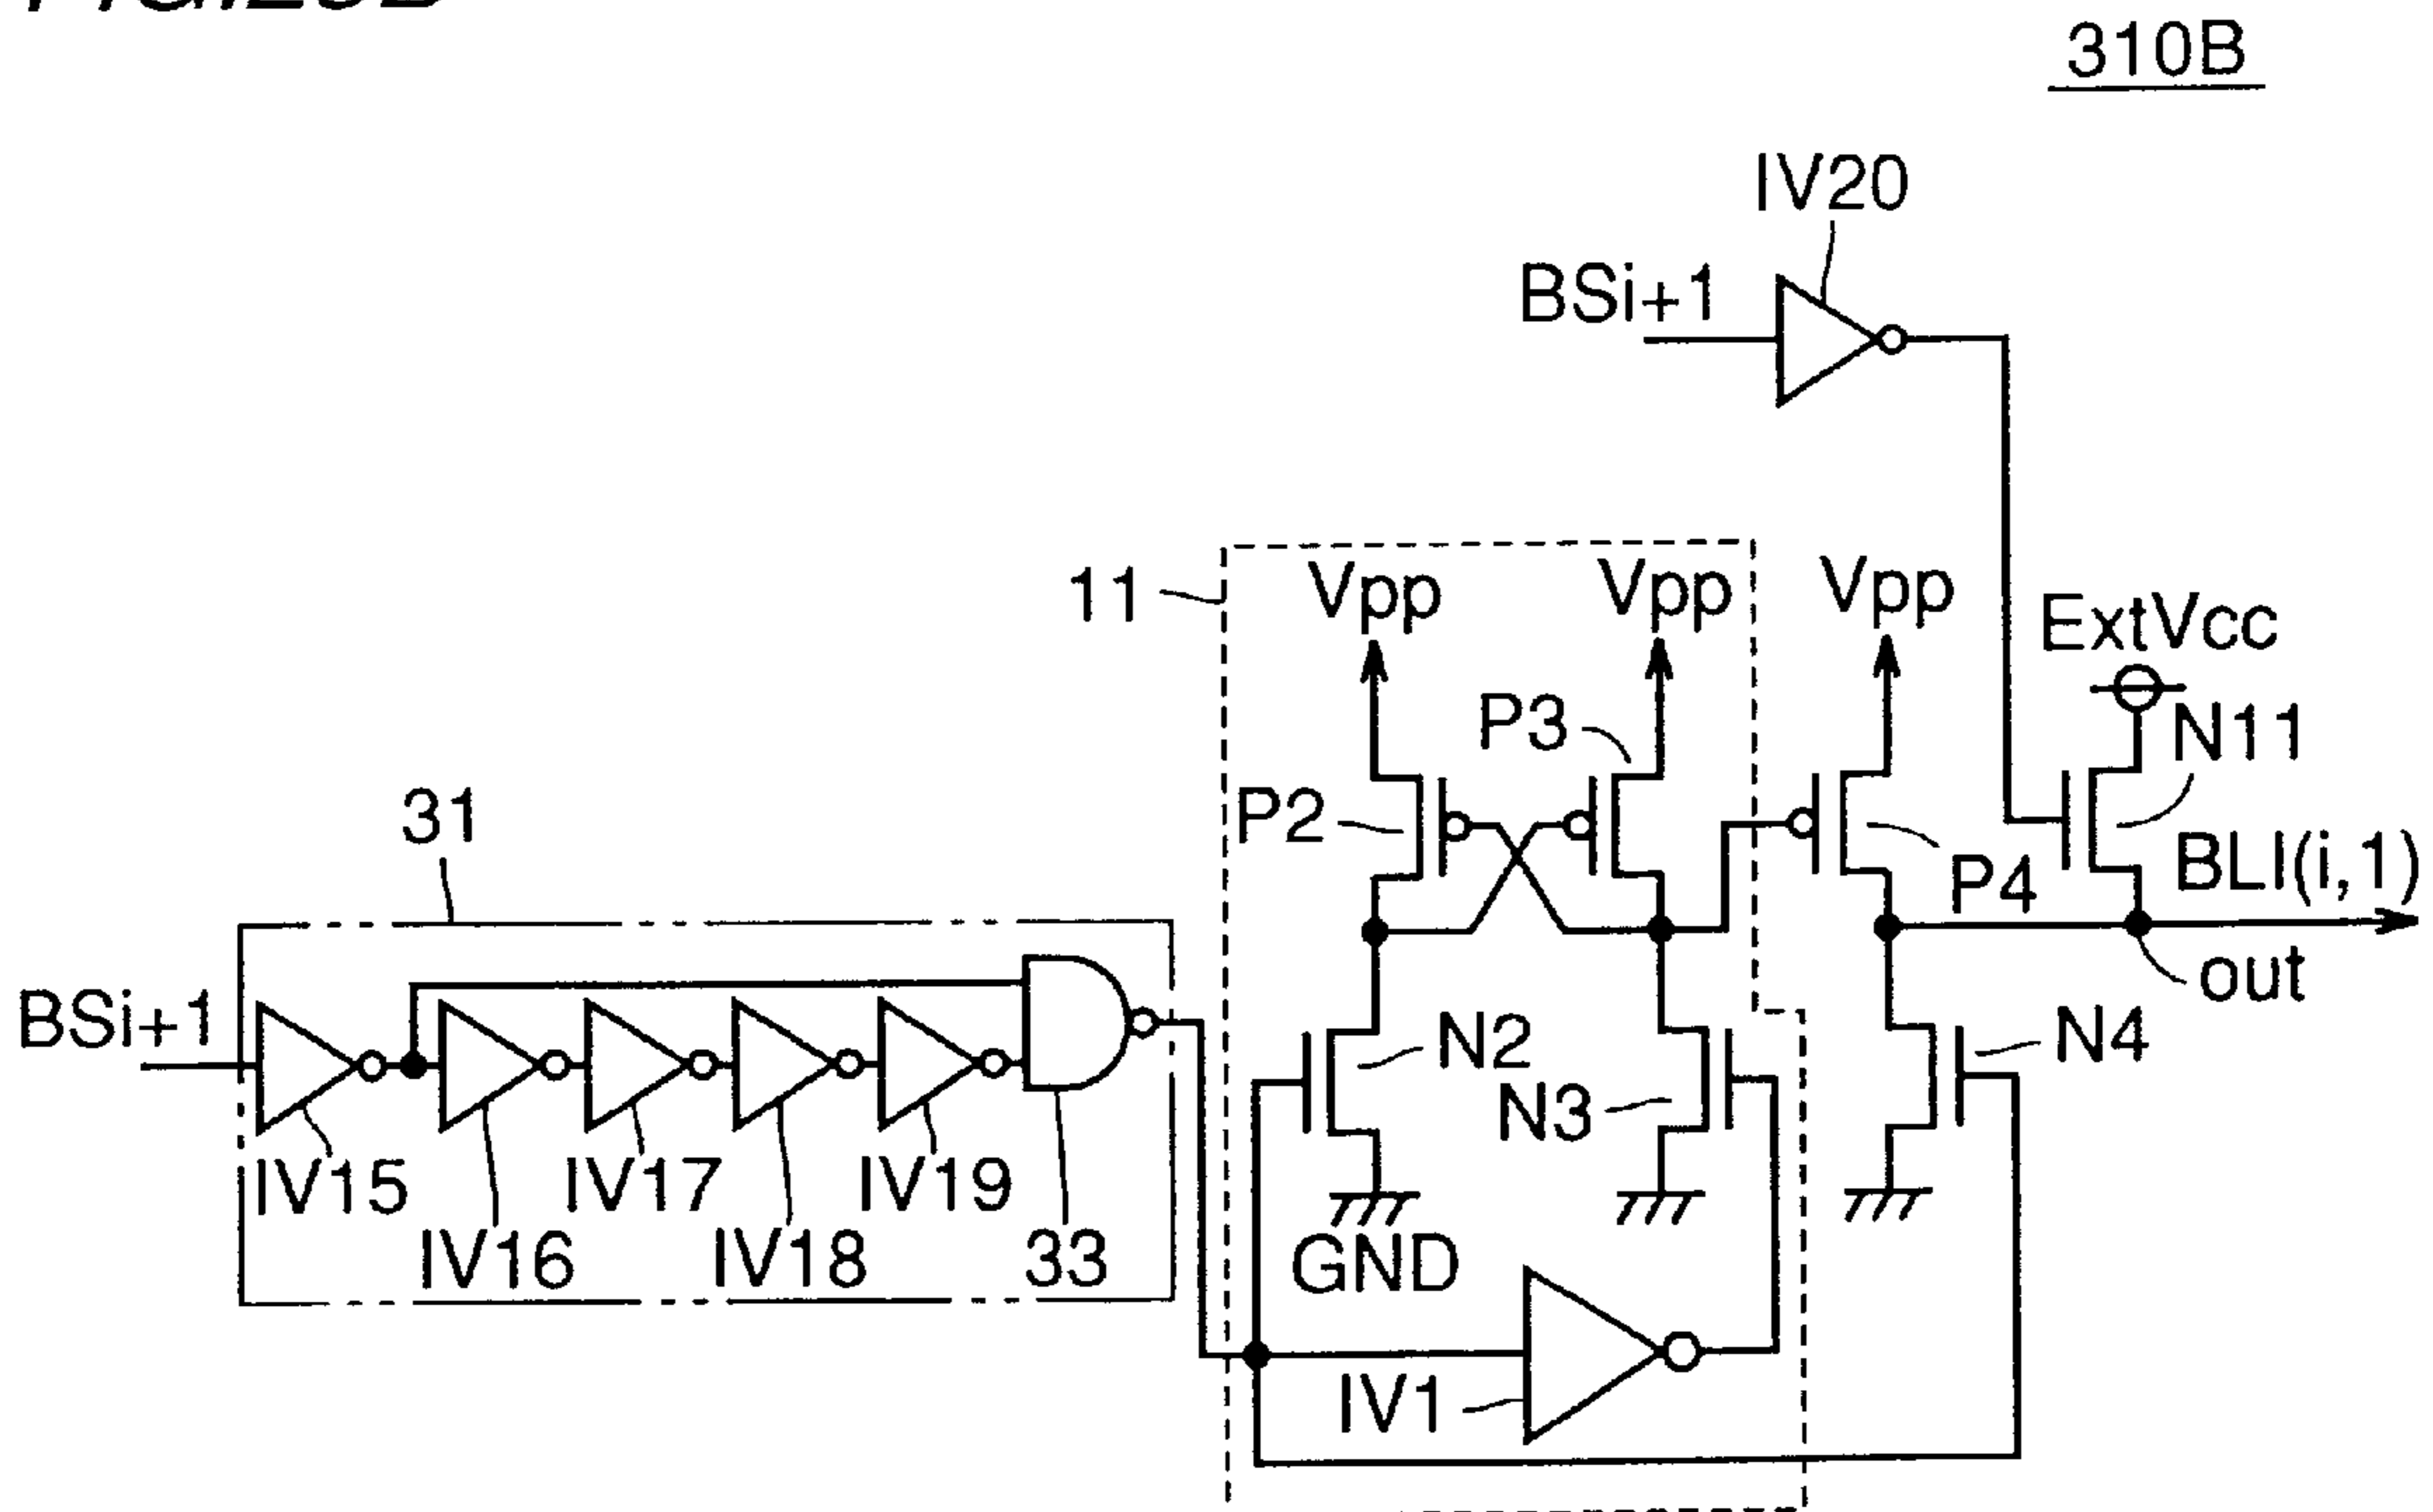 310B
IV20
BSi+1
11
Vpp
Vpp
Vpp
ExtVcc
P3
N11
P2
31
P4
BLI(i,1)
out
BSi+1
N2
N3
N4
IV15
IV17
IV19
IV16
IV18
33
GND
IV1